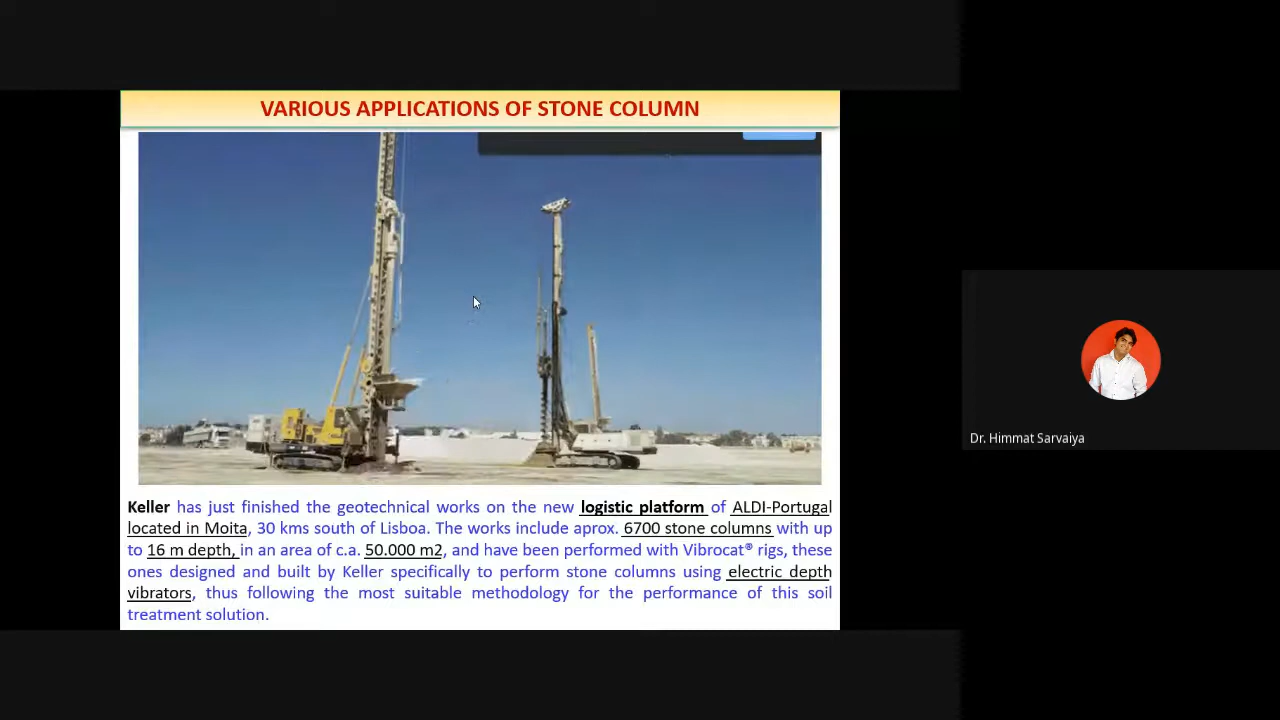 VARIOUS APPLICATIONS OF STONE COLUMN
Keller has just finished the geotechnical works on the new logistic platform of ALDI-Portugal
located in Moita, 30 kms south of Lisboa. The works include aprox. 6700 stone columns with up
to 16 m depth, in an area of c.a. 50.000 m2, and have been performed with Vibrocat® rigs, these
ones designed and built by Keller specifically to perform stone columns using electric depth
vibrators, thus following the most suitable methodology for the performance of this soil
treatment solution.
Dr. Himmat Sarvaiya